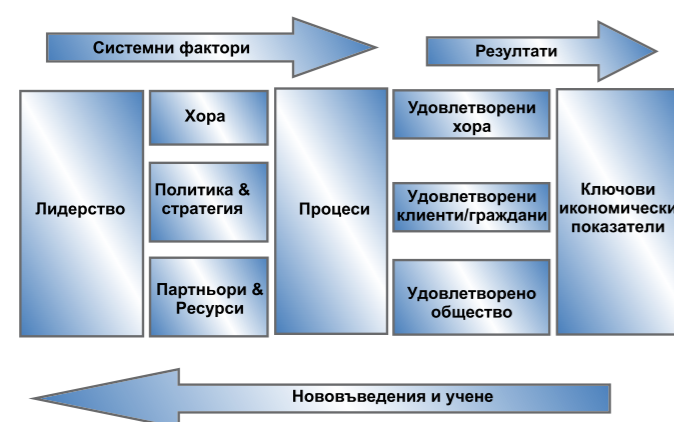 Системни фактори
Резултати
Лидерство
Хора
Политика &
стратегия
Партньори &
Ресурси
Процеси
Удовлетворени
хора
Удовлетворени
клиенти/граждани
Удовлетворено
общество
Ключови
икономически
показатели
Нововъведения и учене